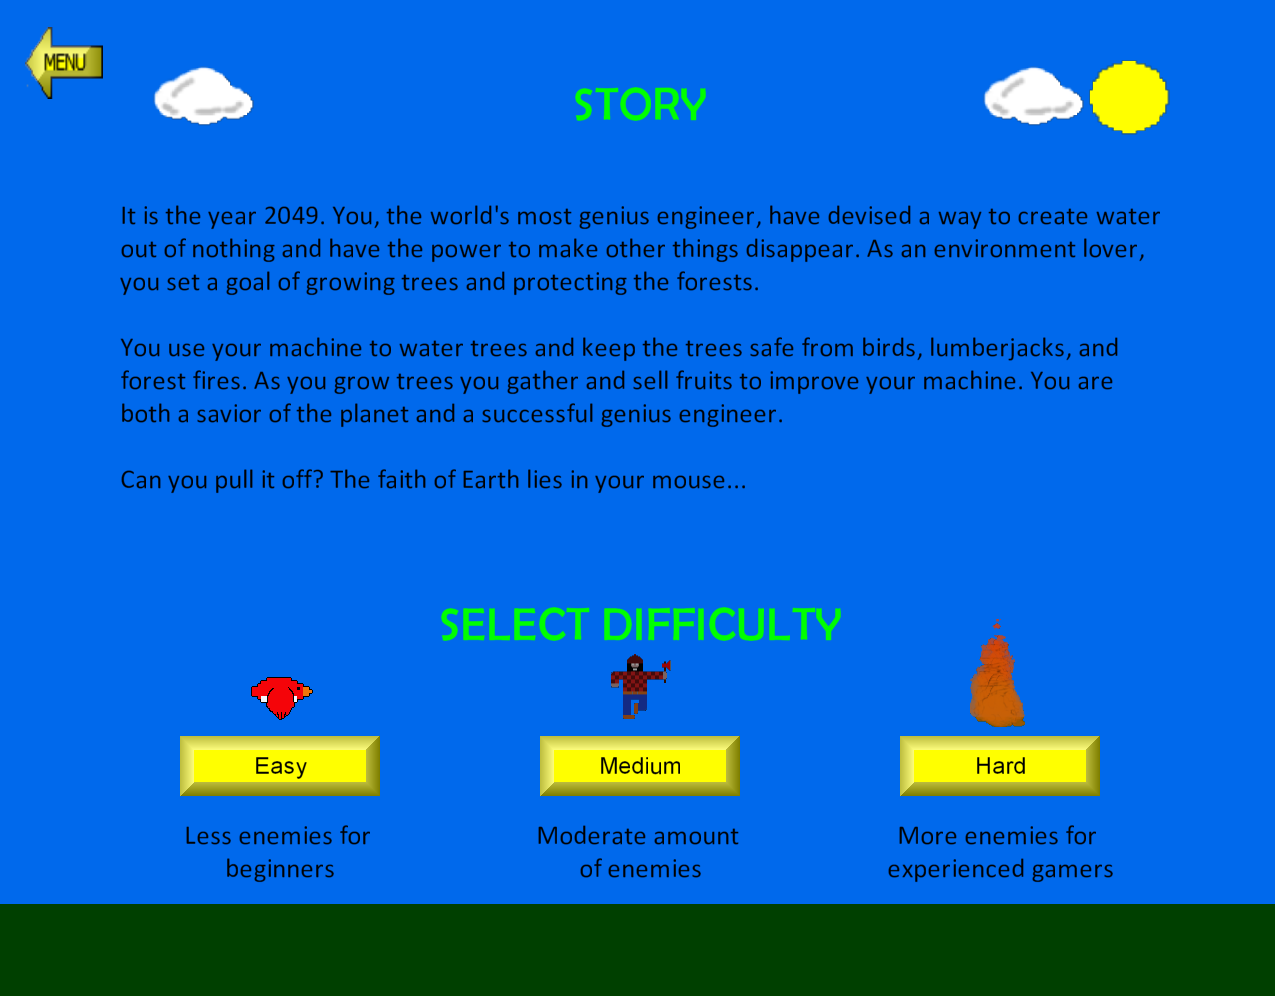 MENU
STORY
It is the year 2049. You, the world's most genius engineer, have devised a way to create water
out of nothing and have the power to make other things disappear. As an environment lover,
you set a goal of growing trees and protecting the forests.
You use your machine to water trees and keep the trees safe from birds, lumberjacks, and
forest fires. As you grow trees you gather and sell fruits to improve your machine. You are
both a savior of the planet and a successful genius engineer.
Can you pull it off? The faith of Earth lies in your mouse...
SELECT DIFFICULTY
Easy
Less enemies for
beginners
Medium
Moderate amount
of enemies
Hard
More enemies for
experienced gamers